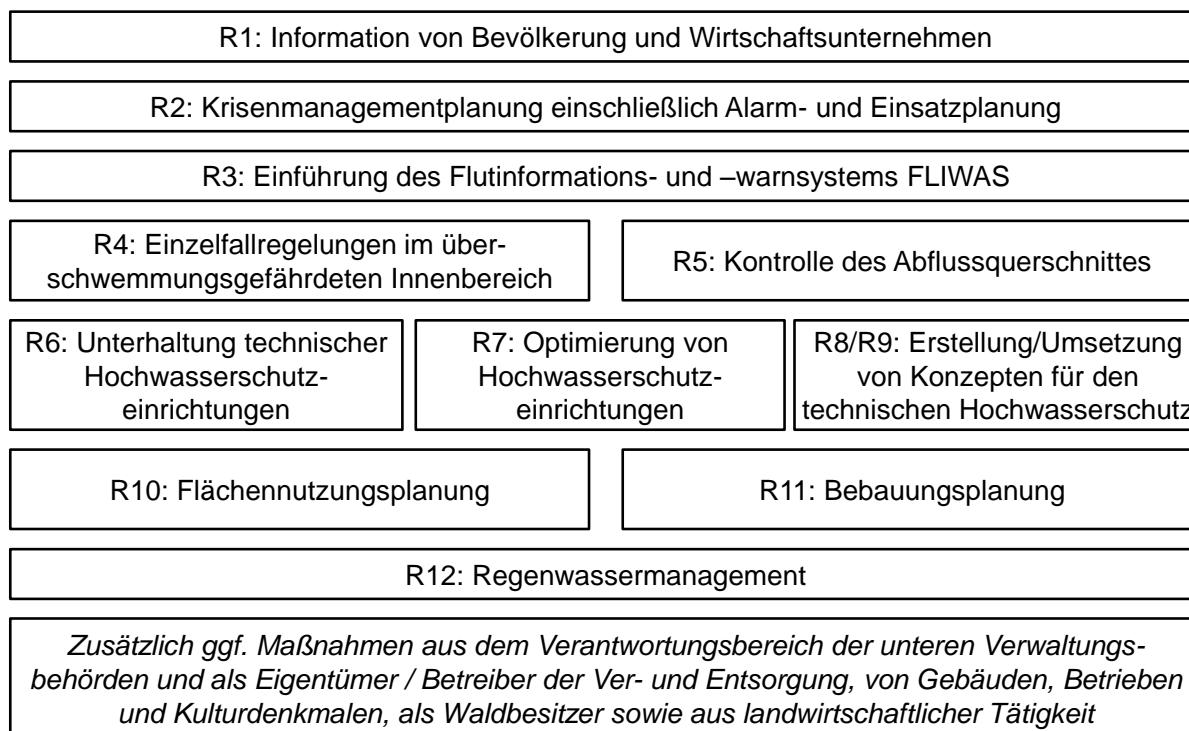 R1: Information von Bevölkerung und Wirtschaftsunternehmen
R2: Krisenmanagementplanung einschließlich Alarm- und Einsatzplanung
R3: Einführung des Flutinformations- und –warnsystems FLIWAS
R4: Einzelfallregelungen im über-
schwemmungsgefährdeten Innenbereich
R5: Kontrolle des Abflussquerschnittes
R6: Unterhaltung technischer
Hochwasserschutz-
einrichtungen
R7: Optimierung von
Hochwasserschutz-
einrichtungen
R8/R9: Erstellung/Umsetzung
von Konzepten für den
technischen Hochwasserschutz
R10: Flächennutzungsplanung
R11: Bebauungsplanung
R12: Regenwassermanagement
Zusätzlich ggf. Maßnahmen aus dem Verantwortungsbereich der unteren Verwaltungs-
behörden und als Eigentümer / Betreiber der Ver- und Entsorgung, von Gebäuden, Betrieben
und Kulturdenkmalen, als Waldbesitzer sowie aus landwirtschaftlicher Tätigkeit